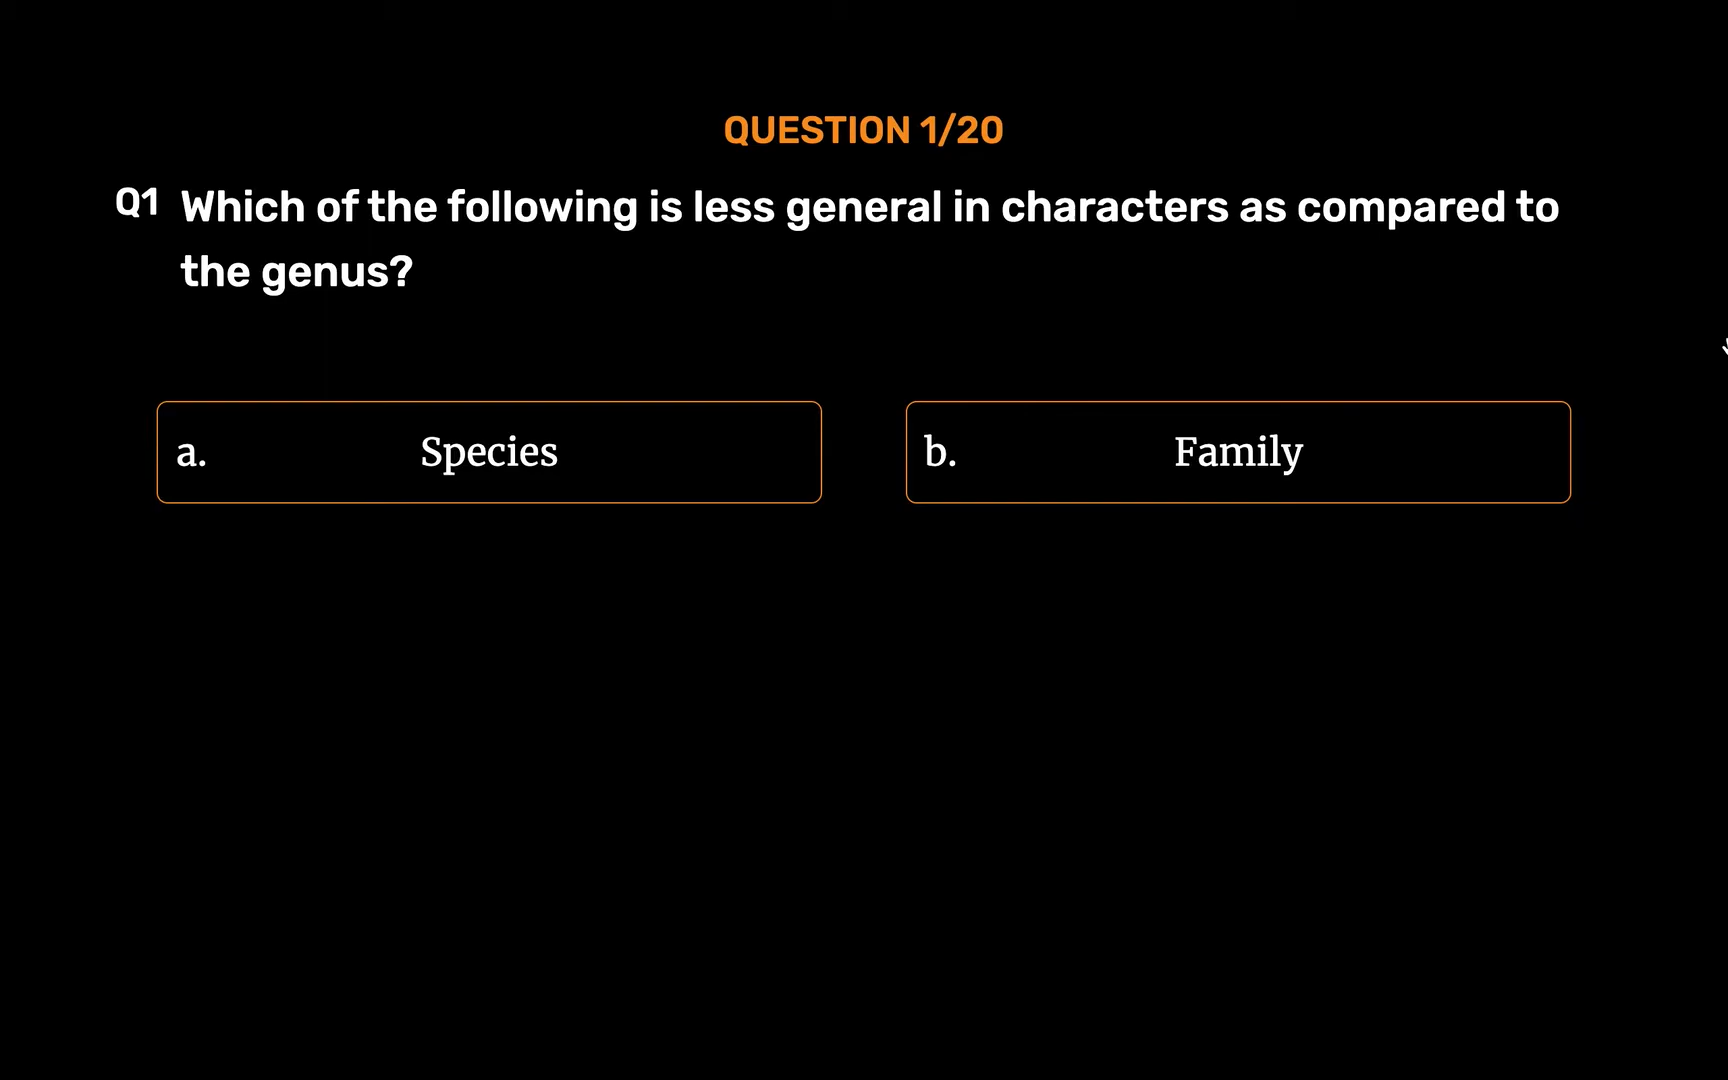 QUESTION 1/20
Q1 Which of the following is less general in characters as compared to
the genus?
a. Species
b. Family